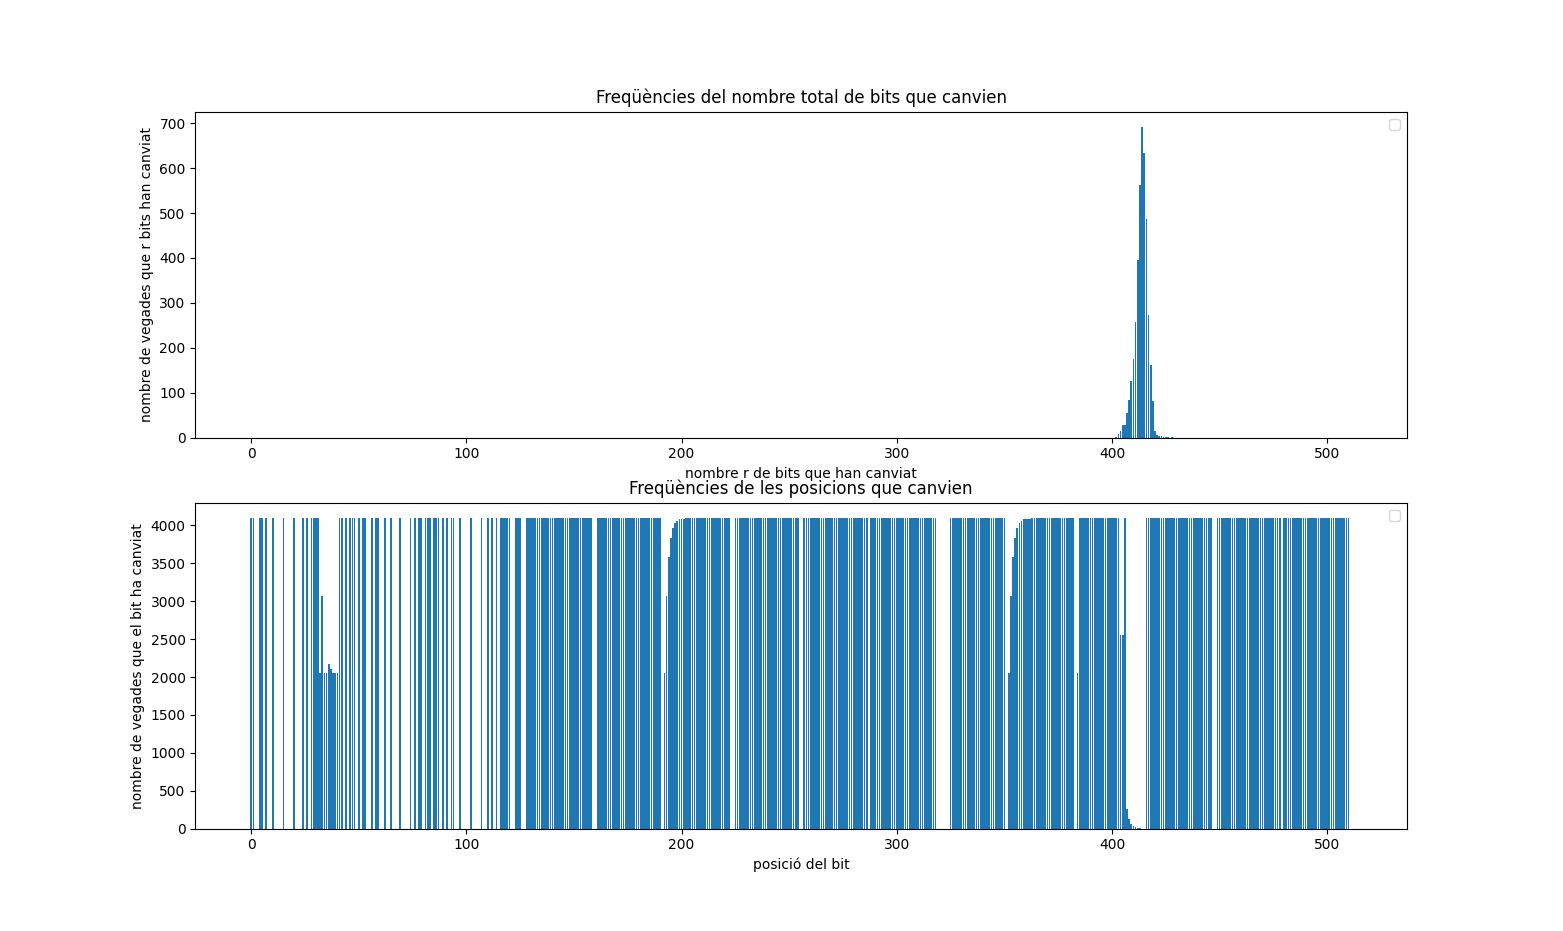 Freqüències del nombre total de bits que canvien
nombre de vegades que r bits han canviat
700
600
500
400
300
200
100
0
0 100 200 300 400 500
nombre r de bits que han canviat
Freqüències de les posicions que canvien
nombre de vegades que el bit ha canviat
4000
3500
3000
2500
2000
1500
1000
500
0
0 100 200 300 400 500
posició del bit